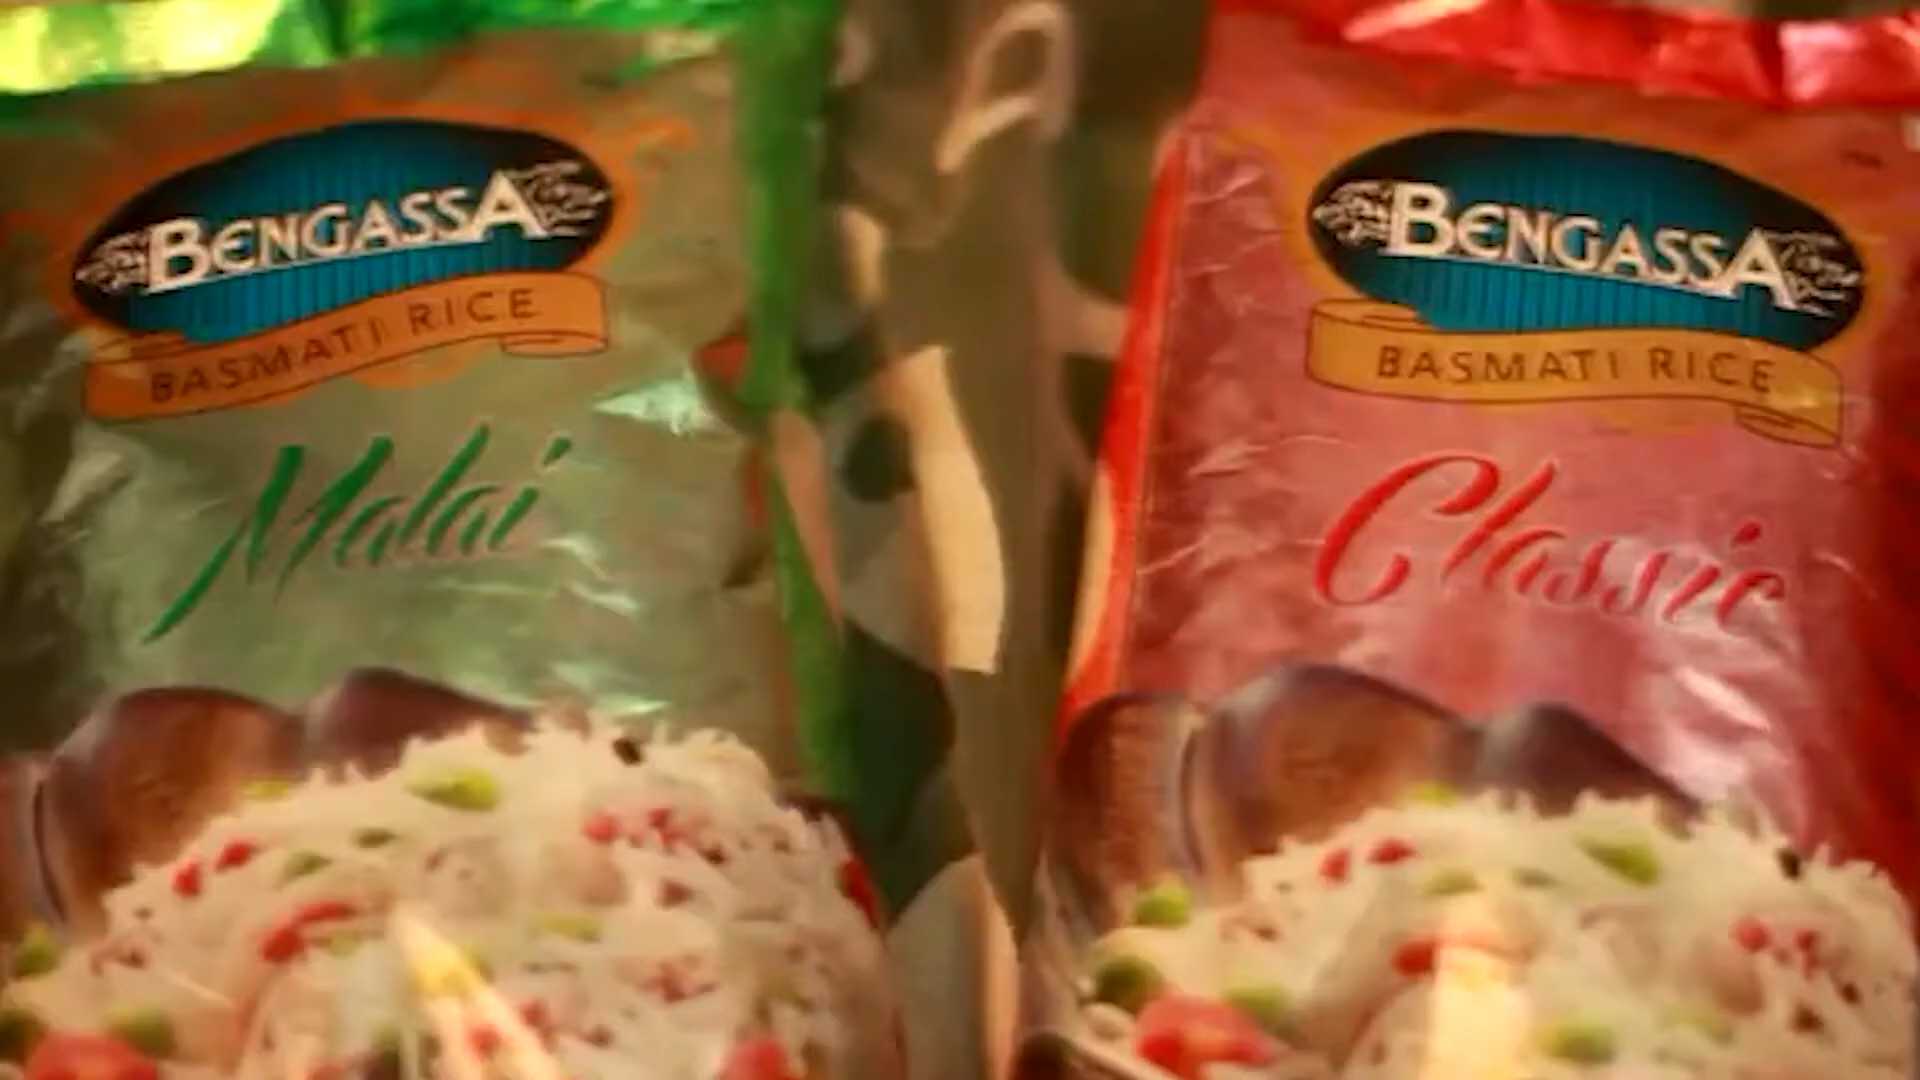 BENGASSA
BASMATI RICE
Malai
BENGASSA
BASMATI RICE
Classic